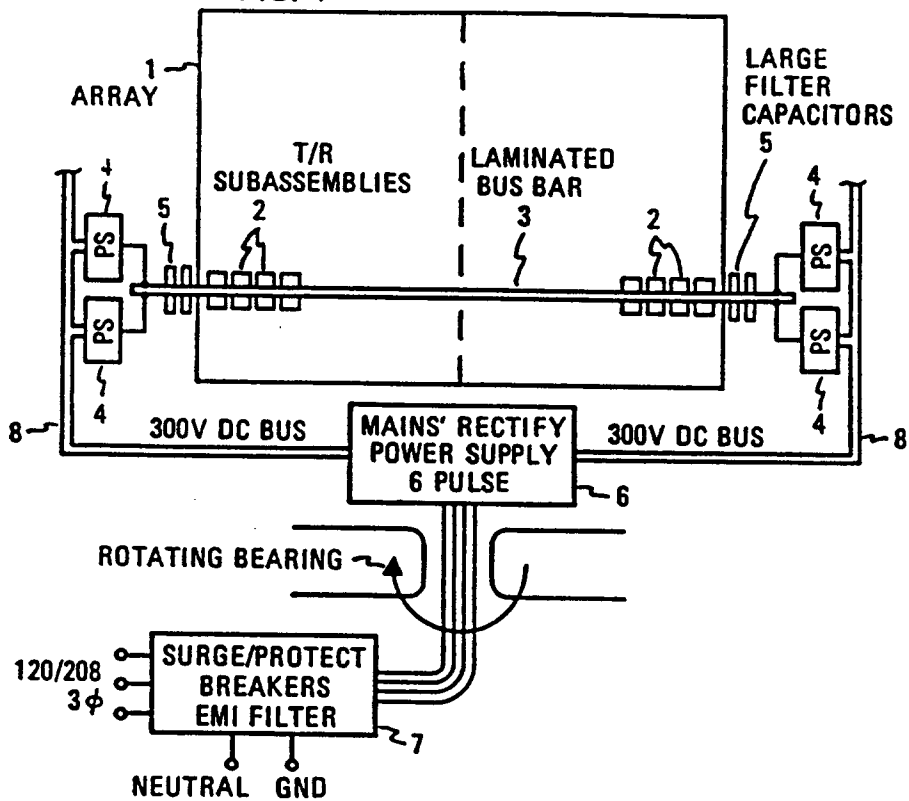 1
ARRAY
LARGE
FILTER
CAPACITORS
5
T/R
SUBASSEMBLIES
2
LAMINATED
BUS BAR
3
2
4
PS
5
PS
4
4
PS
PS
4
8
300V DC BUS
MAINS' RECTIFY
POWER SUPPLY
6 PULSE
6
300V DC BUS
8
ROTATING BEARING
120/208
3ϕ
SURGE/PROTECT
BREAKERS
EMI FILTER
7
NEUTRAL GND